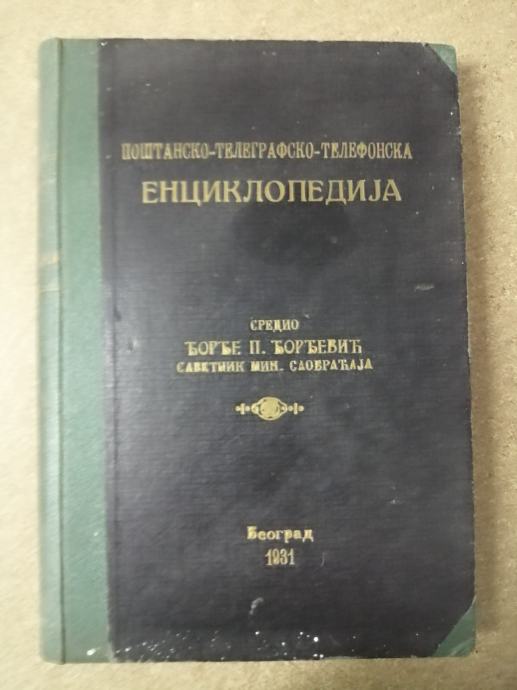 ПОШТАНСКО-ТЕЛЕГРАФСКО-ТЕЛЕФОНСКА
ЕНЦИКЛОПЕДИЈА
СРЕДИО
ЂОРЂЕ П. ЂОРЂЕВИЋ
САВЕТНИК МИН. САОБРАЋАЈА
Београд
1931